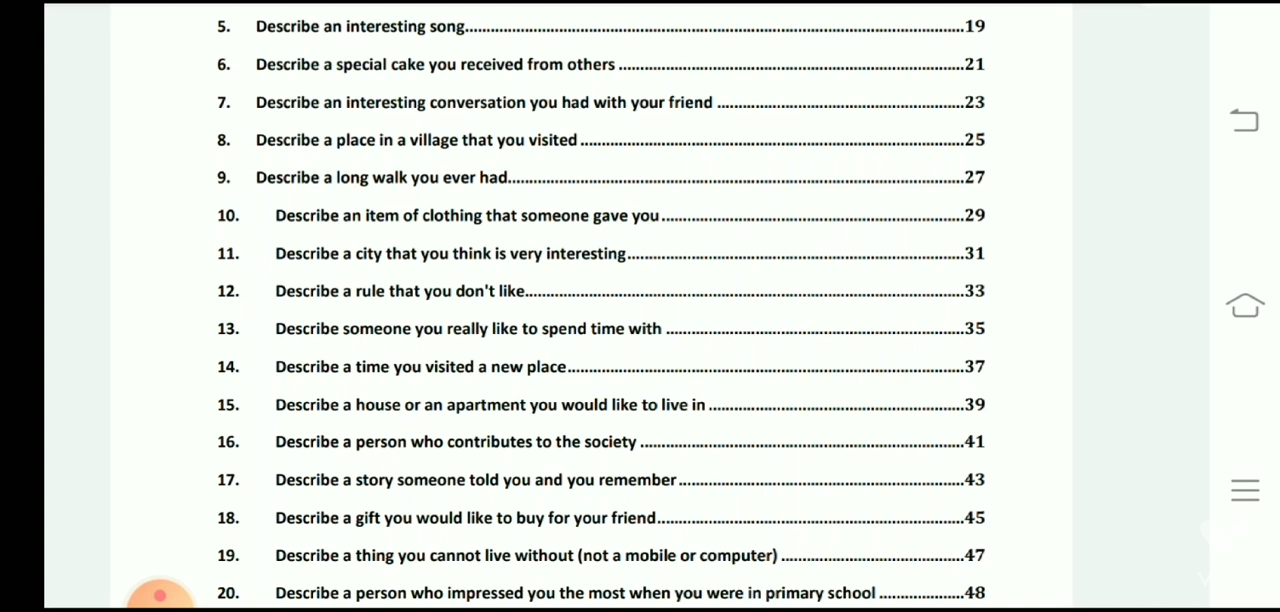 5. Describe an interesting song..........19
6. Describe a special cake you received from others..........21
7. Describe an interesting conversation you had with your friend..........23
8. Describe a place in a village that you visited..........25
9. Describe a long walk you ever had..........27
10. Describe an item of clothing that someone gave you..........29
11. Describe a city that you think is very interesting..........31
12. Describe a rule that you don't like..........33
13. Describe someone you really like to spend time with..........35
14. Describe a time you visited a new place..........37
15. Describe a house or an apartment you would like to live in..........39
16. Describe a person who contributes to the society..........41
17. Describe a story someone told you and you remember..........43
18. Describe a gift you would like to buy for your friend..........45
19. Describe a thing you cannot live without (not a mobile or computer)..........47
20. Describe a person who impressed you the most when you were in primary school..........48